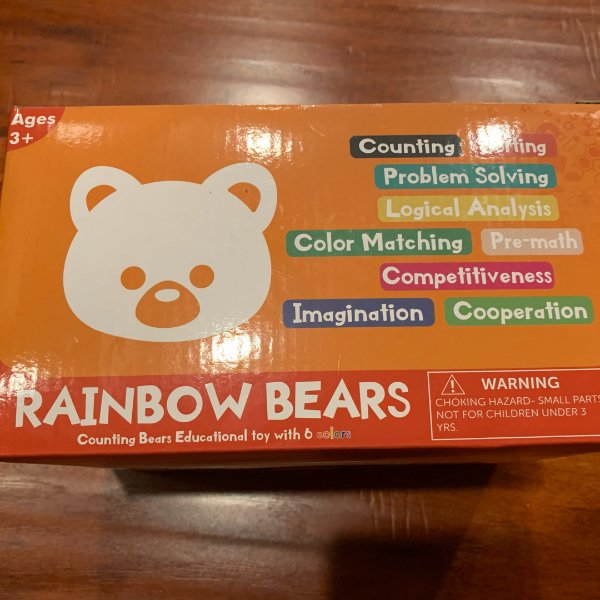 Ages
3+
Counting
Problem Solving
Logical Analysis
Color Matching Pre-math
Competitiveness
Imagination Cooperation
RAINBOW BEARS
Counting Bears Educational toy with 6 colors
WARNING
CHOKING HAZARD- SMALL PARTS
NOT FOR CHILDREN UNDER 3
YRS.